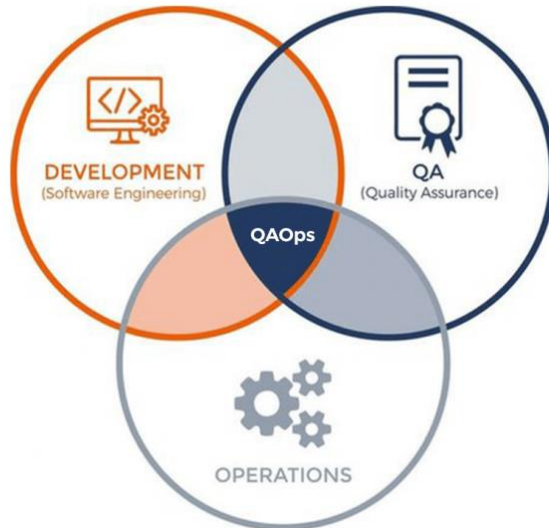 </>
DEVELOPMENT
(Software Engineering)
QA
(Quality Assurance)
QAOps
OPERATIONS